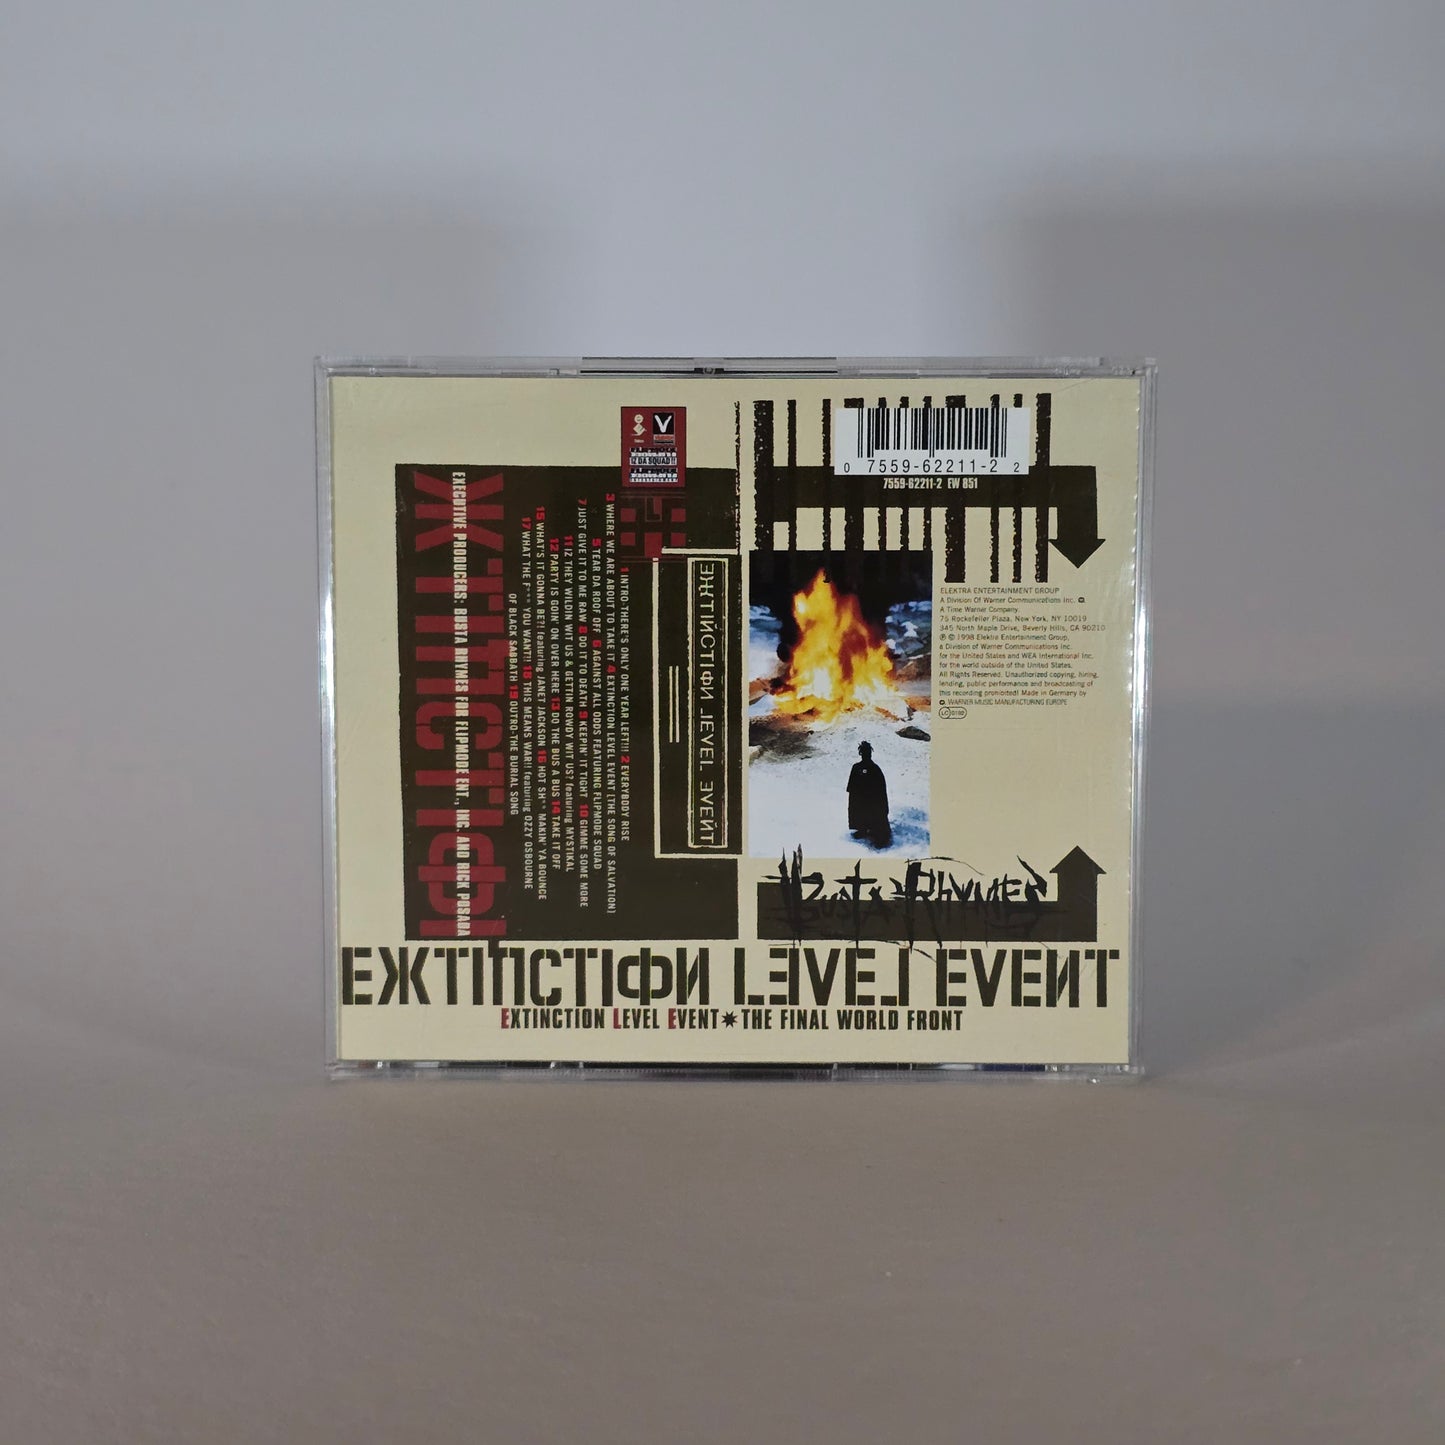 0 7559-62211-2 2
7559-62211-2 EW 851
IZ DA SQUAD!!
ENTERTAINMENT
EXTINCTIO
EXECUTIVE PRODUCERS: BUSTA RHYMES FOR FLIPMODE ENT., INC. AND RICK POSADA
1 INTRO-THERE'S ONLY ONE YEAR LEFT!!! 2 EVERYBODY RISE
3 WHERE WE ARE ABOUT TO TAKE IT 4 EXTINCTION LEVEL EVENT (THE SONG OF SALVATION)
5 TEAR DA ROOF OFF 6 AGAINST ALL ODDS FEATURING FLIPMODE SQUAD
7 JUST GIVE IT TO ME RAW 8 DO IT TO DEATH 9 KEEPIN' IT TIGHT 10 GIMME SOME MORE
11 IZ THEY WILDIN WIT US & GETTIN ROWDY WIT US? featuring MYSTIKAL
12 PARTY IS GOIN' ON OVER HERE 13 DO THE BUS A BUS 14 TAKE IT OFF
15 WHAT'S IT GONNA BE?! featuring JANET JACKSON 16 HOT SH** MAKIN' YA BOUNCE
17 WHAT THE F*** YOU WANT!! 18 THIS MEANS WAR!! featuring OZZY OSBOURNE
OF BLACK SABBATH 19 OUTRO-THE BURIAL SONG
EXTINCTION LEVEL EVENT
ELEKTRA ENTERTAINMENT GROUP
A Division Of Warner Communications Inc.
A Time Warner Company.
75 Rockefeller Plaza, New York, NY 10019
345 North Maple Drive, Beverly Hills, CA 90210
℗ © 1998 Elektra Entertainment Group,
a Division of Warner Communications Inc.
for the United States and WEA International Inc.
for the world outside of the United States.
All Rights Reserved. Unauthorized copying, hiring,
lending, public performance and broadcasting of
this recording prohibited! Made in Germany by
WARNER MUSIC MANUFACTURING EUROPE
LC 0192
BUSTA RHYMES
EXTINCTION LEVEL EVENT
EXTINCTION LEVEL EVENT THE FINAL WORLD FRONT